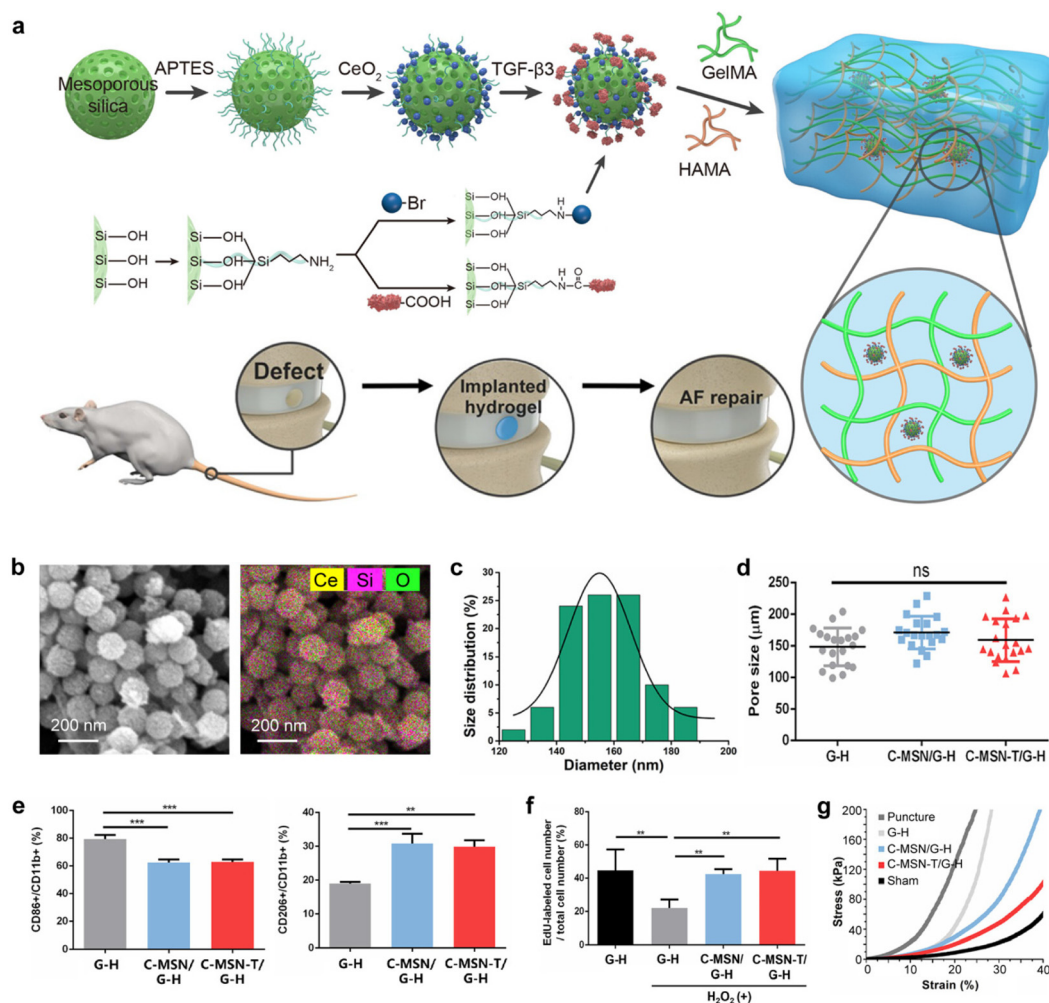 a
Mesoporous
silica
APTES
CeO2
TGF-β3
GelMA
HAMA
Si—OH
Si—OH
Si—OH
Si—OH
Si—OH—Si NH2
Si—OH
Br
COOH
Si—OH
Si—OH—Si H N
Si—OH
Si—OH
Si—OH—Si H N O
Si—OH
Defect
Implanted
hydrogel
AF repair
b
Ce Si O
200 nm
200 nm
c
Size distribution (%)
30
25
20
15
10
5
0
120 140 160 180 200
Diameter (nm)
d
ns
Pore size (μm)
250
200
150
100
50
0
G-H C-MSN/G-H C-MSN-T/G-H
e
CD86+/CD11b+ (%)
100
80
60
40
20
0
***
***
G-H C-MSN/
G-H C-MSN-T/
G-H
CD206+/CD11b+ (%)
40
30
20
10
0
**
***
G-H C-MSN/
G-H C-MSN-T/
G-H
f
EdU-labeled cell number
/ total cell number (%)
80
60
40
20
0
** ** **
G-H G-H C-MSN/
G-H C-MSN-T/
G-H
H2O2 (+)
g
Stress (kPa)
200
150
100
50
0
Puncture
G-H
C-MSN/G-H
C-MSN-T/G-H
Sham
0 10 20 30 40
Strain (%)